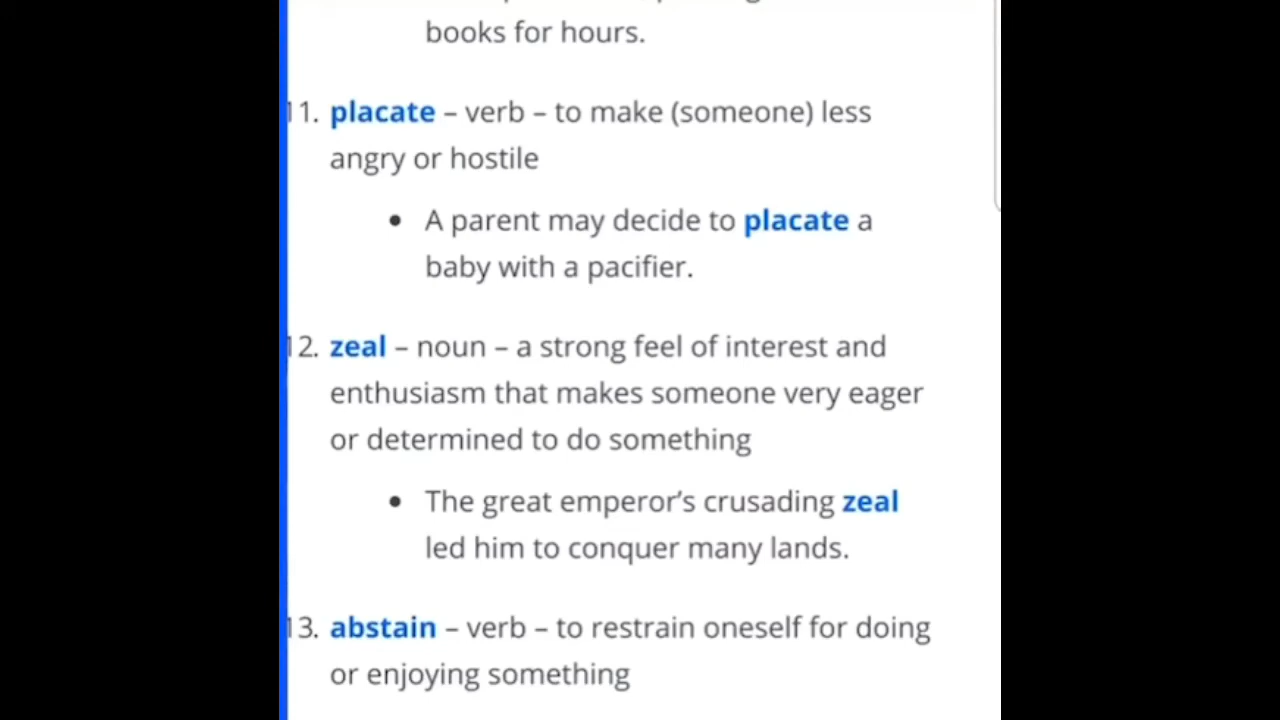 books for hours.
11. placate – verb – to make (someone) less
angry or hostile
• A parent may decide to placate a
baby with a pacifier.
12. zeal – noun – a strong feel of interest and
enthusiasm that makes someone very eager
or determined to do something
• The great emperor’s crusading zeal
led him to conquer many lands.
13. abstain – verb – to restrain oneself for doing
or enjoying something